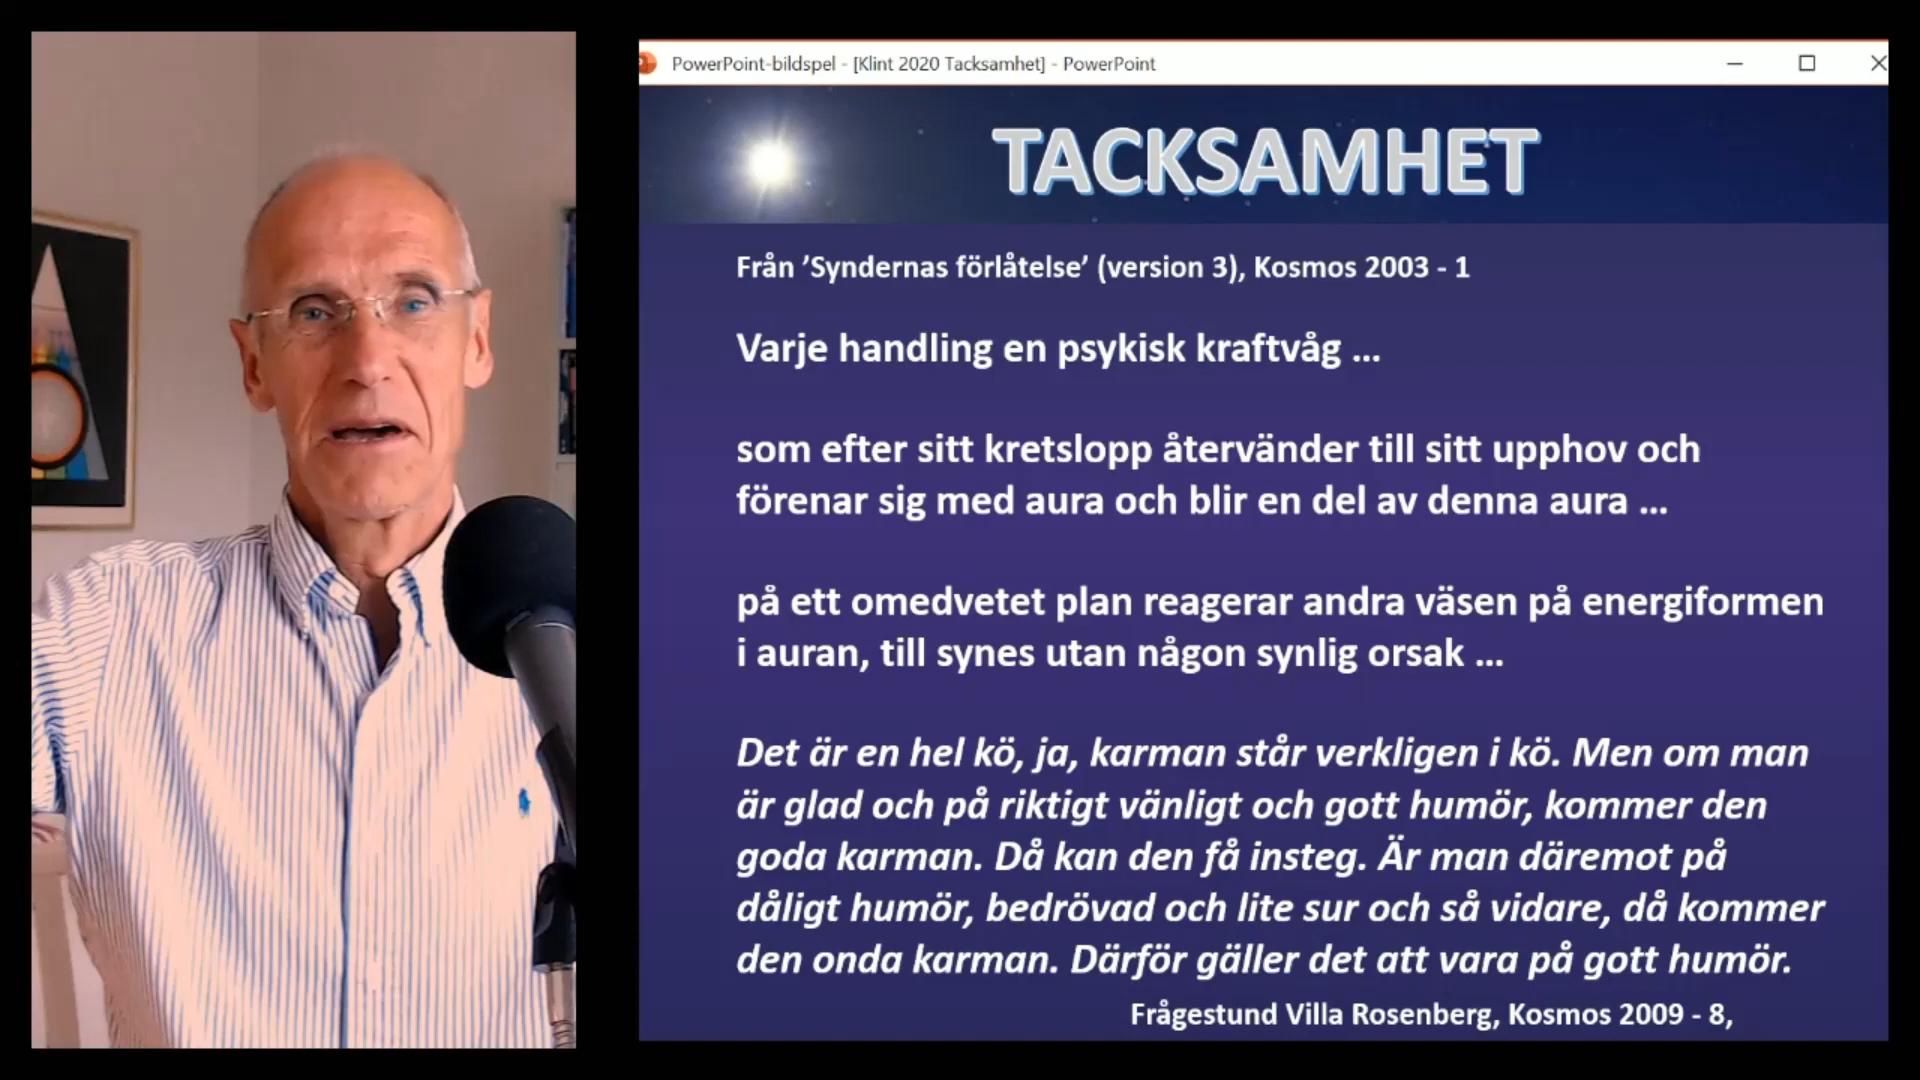 PowerPoint-bildspel - [Klint 2020 Tacksamhet] - PowerPoint
TACKSAMHET
Från ’Syndernas förlåtelse’ (version 3), Kosmos 2003 - 1
Varje handling en psykisk kraftvåg ...
som efter sitt kretslopp återvänder till sitt upphov och
förenar sig med aura och blir en del av denna aura ...
på ett omedvetet plan reagerar andra väsen på energiformen
i auran, till synes utan någon synlig orsak ...
Det är en hel kö, ja, karman står verkligen i kö. Men om man
är glad och på riktigt vänligt och gott humör, kommer den
goda karman. Då kan den få insteg. Är man däremot på
dåligt humör, bedrövad och lite sur och så vidare, då kommer
den onda karman. Därför gäller det att vara på gott humör.
Frågestund Villa Rosenberg, Kosmos 2009 - 8,